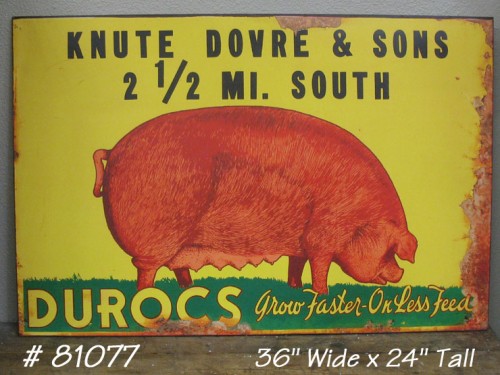 KNUTE DOVRE & SONS
2 1/2 MI. SOUTH
DUROCS Grow Faster-On Less Feed
# 81077 36" Wide x 24" Tall